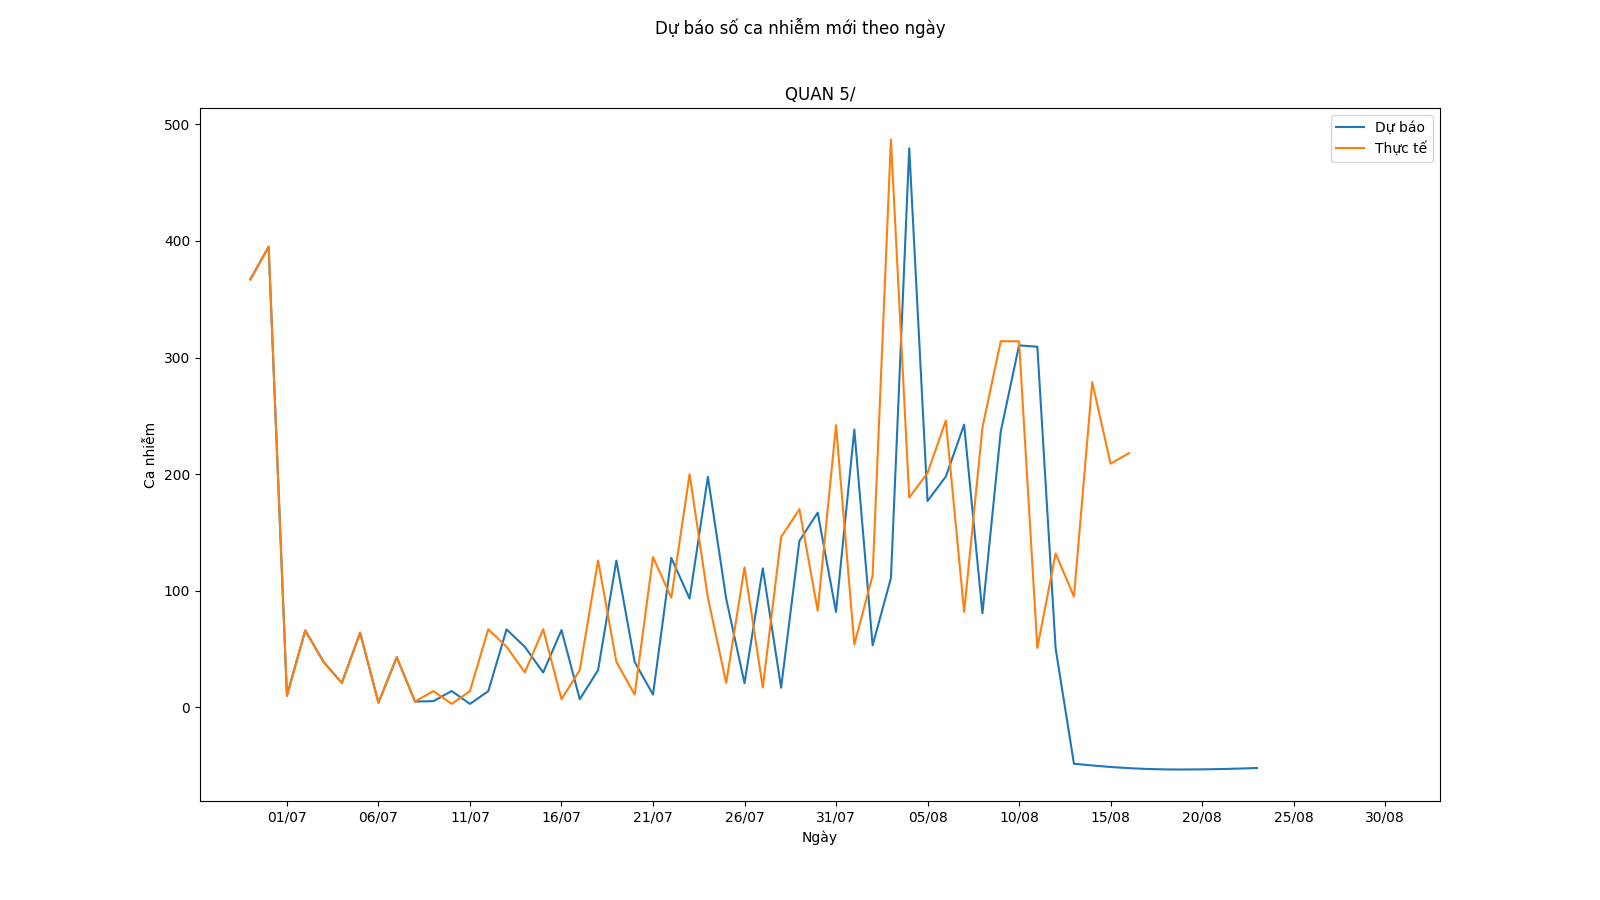 Dự báo số ca nhiễm mới theo ngày
QUAN 5/
Dự báo
Thực tế
500
400
300
200
100
0
Ca nhiễm
01/07 06/07 11/07 16/07 21/07 26/07 31/07 05/08 10/08 15/08 20/08 25/08 30/08
Ngày